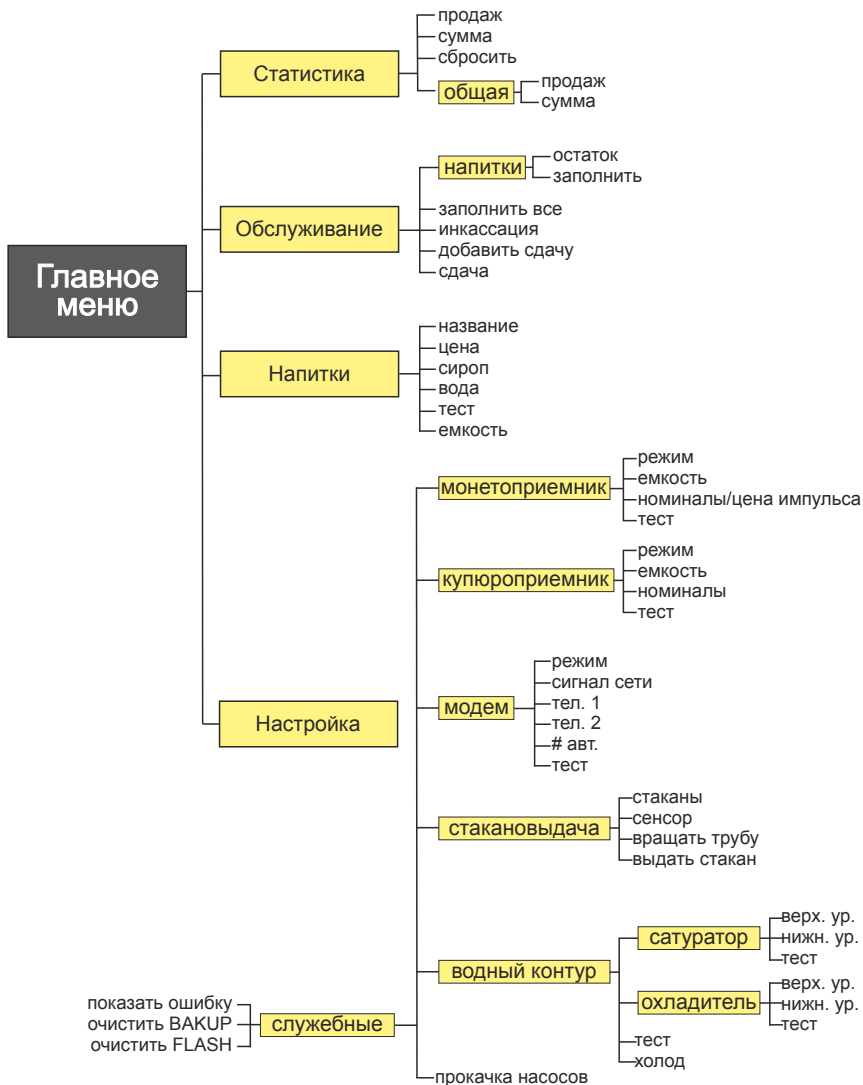 Главное
меню
Статистика
продаж
сумма
сбросить
общая
продаж
сумма
Обслуживание
напитки
остаток
заполнить
заполнить все
инкассация
добавить сдачу
сдача
Напитки
название
цена
сироп
вода
тест
емкость
Настройка
монетоприемник
режим
емкость
номиналы/цена импульса
тест
купюроприемник
режим
емкость
номиналы
тест
модем
режим
сигнал сети
тел. 1
тел. 2
# авт.
тест
стакановыдача
стаканы
сенсор
вращать трубу
выдать стакан
водный контур
сатуратор
верх. ур.
нижн. ур.
тест
охладитель
верх. ур.
нижн. ур.
тест
тест
холод
служебные
показать ошибку
очистить BAKUP
очистить FLASH
прокачка насосов